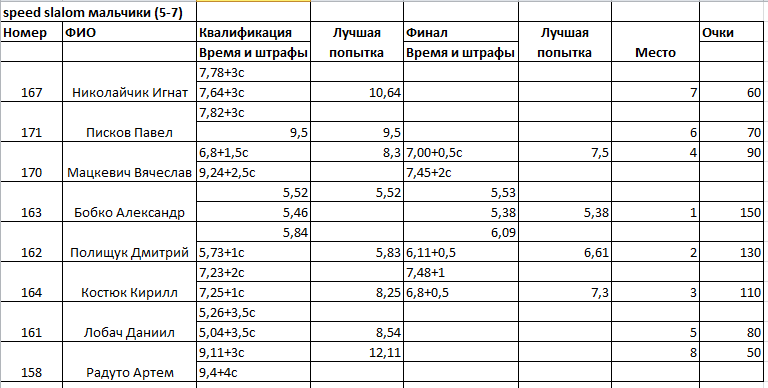 speed slalom мальчики (5-7)
Номер ФИО Квалификация Лучшая Финал Лучшая Очки
Время и штрафы попытка Время и штрафы попытка Место
7,78+3с
167 Николайчик Игнат 7,64+3с 10,64 7 60
7,82+3с
171 Писков Павел 9,5 9,5 6 70
6,8+1,5с 8,3 7,00+0,5с 7,5 4 90
170 Мацкевич Вячеслав 9,24+2,5с 7,45+2с
5,52 5,52 5,53
163 Бобко Александр 5,46 5,38 5,38 1 150
5,84 6,09
162 Полищук Дмитрий 5,73+1с 5,83 6,11+0,5 6,61 2 130
7,23+2с 7,48+1
164 Костюк Кирилл 7,25+1с 8,25 6,8+0,5 7,3 3 110
5,26+3,5с
161 Лобач Даниил 5,04+3,5с 8,54 5 80
9,11+3с 12,11 8 50
158 Радуто Артем 9,4+4с